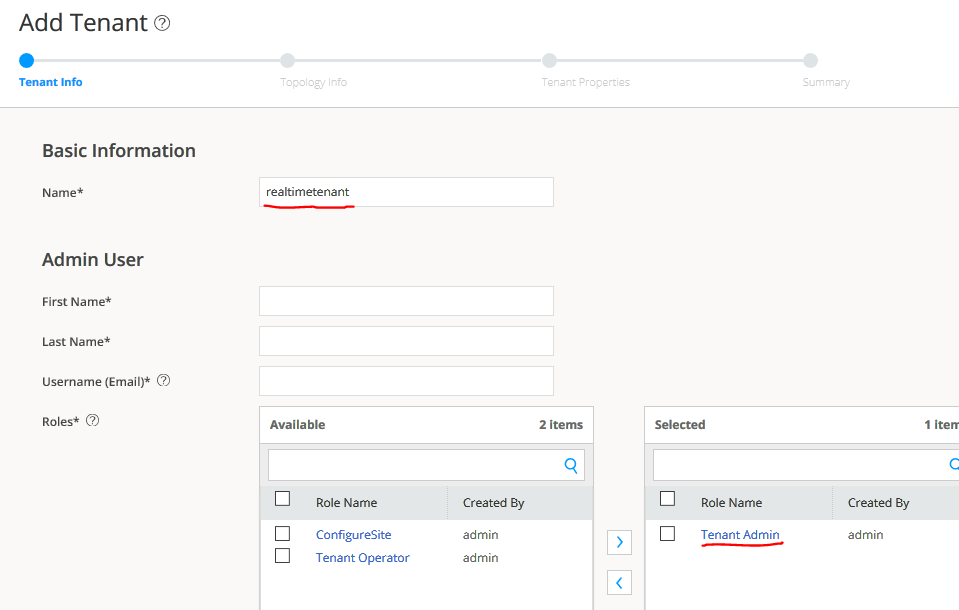 Add Tenant ?
Tenant Info Topology Info Tenant Properties Summary
Basic Information
Name* realtimetenant
Admin User
First Name*
Last Name*
Username (Email)* ?
Roles* ?
Available 2 items Selected 1 item
Role Name Created By Role Name Created By
ConfigureSite admin Tenant Admin admin
Tenant Operator admin